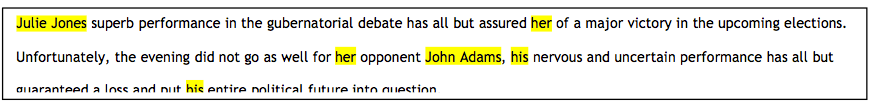 Julie Jones superb performance in the gubernatorial debate has all but assured her of a major victory in the upcoming elections.
Unfortunately, the evening did not go as well for her opponent John Adams, his nervous and uncertain performance has all but
guaranteed a loss and put his entire political future into question